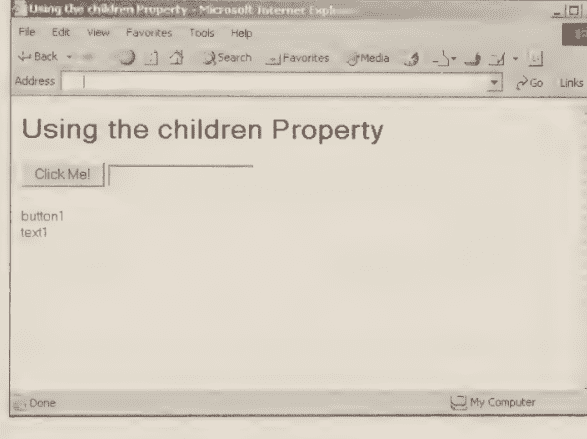 Using the children Property - Microsoft Internet Expl
File Edit View Favorites Tools Help
Back Search Favorites Media
Address Go Links
Using the children Property
Click Me!
button1
text1
Done My Computer